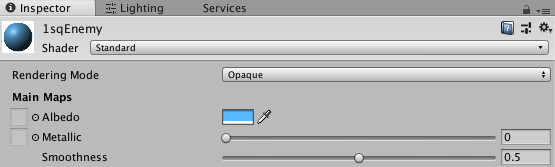 Inspector Lighting Services
1sqEnemy
Shader Standard
Rendering Mode Opaque
Main Maps
Albedo
Metallic 0
Smoothness 0.5